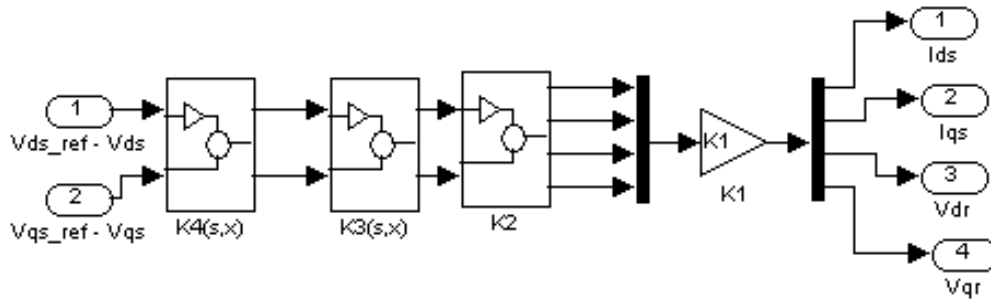 1
Ids
2
Iqs
1
Vds_ref - Vds
K1
3
Vdr
2
Vqs_ref - Vqs
K4(s,x)
K3(s,x)
K2
K1
4
Vqr